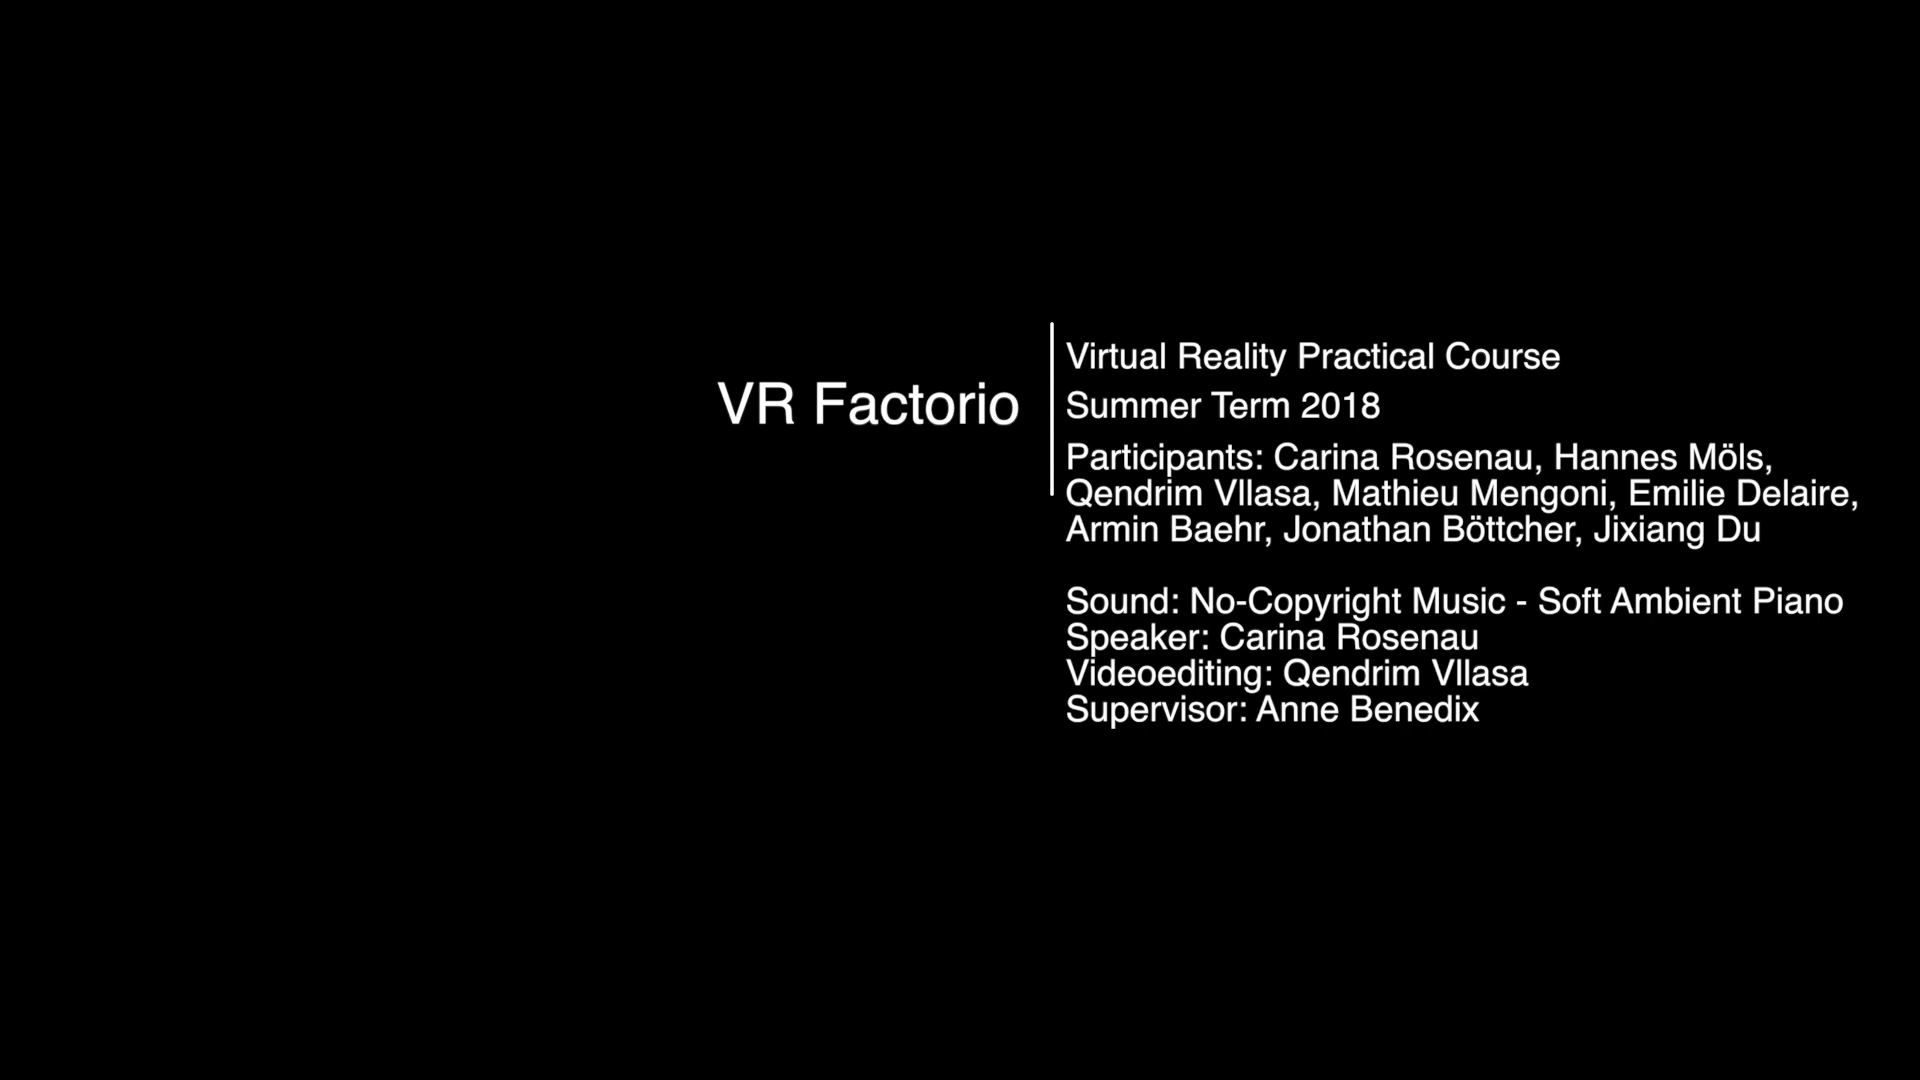 VR Factorio
Virtual Reality Practical Course
Summer Term 2018
Participants: Carina Rosenau, Hannes Möls,
Qendrim Vllasa, Mathieu Mengoni, Emilie Delaire,
Armin Baehr, Jonathan Böttcher, Jixiang Du
Sound: No-Copyright Music - Soft Ambient Piano
Speaker: Carina Rosenau
Videoediting: Qendrim Vllasa
Supervisor: Anne Benedix